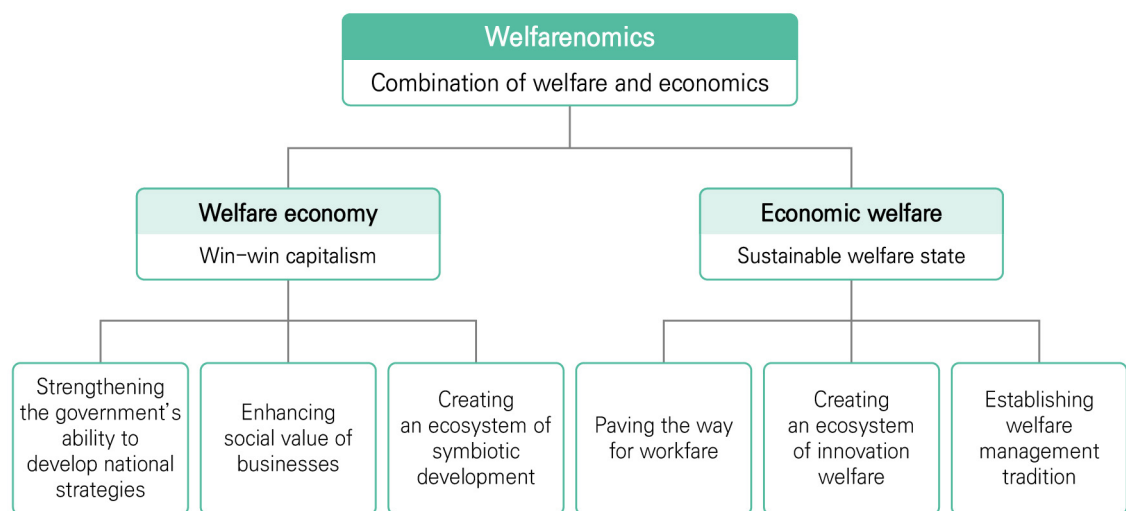 Welfarenomics
Combination of welfare and economics
Welfare economy
Win-win capitalism
Economic welfare
Sustainable welfare state
Strengthening
the government's
ability to
develop national
strategies
Enhancing
social value of
businesses
Creating
an ecosystem of
symbiotic
development
Paving the way
for workfare
Creating
an ecosystem
of innovation
welfare
Establishing
welfare
management
tradition